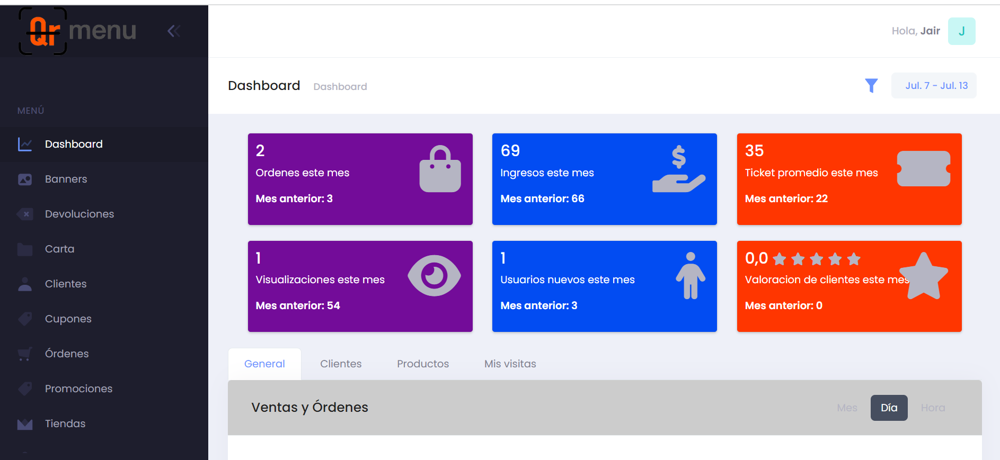 Qr menu
Hola, Jair
J
Dashboard
Dashboard
Jul. 7 - Jul. 13
MENÚ
Dashboard
Banners
Devoluciones
Carta
Clientes
Cupones
Órdenes
Promociones
Tiendas
2
Ordenes este mes
Mes anterior: 3
69
Ingresos este mes
Mes anterior: 66
35
Ticket promedio este mes
Mes anterior: 22
1
Visualizaciones este mes
Mes anterior: 54
1
Usuarios nuevos este mes
Mes anterior: 3
0,0
Valoracion de clientes este mes
Mes anterior: 0
General
Clientes
Productos
Mis visitas
Ventas y Órdenes
Mes
Día
Hora